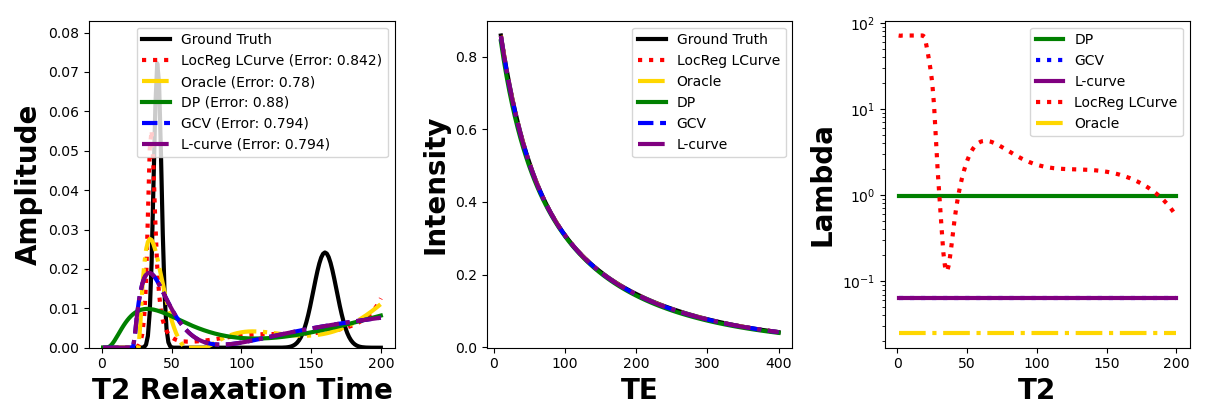 0.08
0.07
0.06
0.05
0.04
0.03
0.02
0.01
0.00
Amplitude
Ground Truth
LocReg LCurve (Error: 0.842)
Oracle (Error: 0.78)
DP (Error: 0.88)
GCV (Error: 0.794)
L-curve (Error: 0.794)
0 50 100 150 200
T2 Relaxation Time
0.8
0.6
0.4
0.2
0.0
Intensity
Ground Truth
LocReg LCurve
Oracle
DP
GCV
L-curve
0 100 200 300 400
TE
10²
10¹
10⁰
10⁻¹
Lambda
DP
GCV
L-curve
LocReg LCurve
Oracle
0 50 100 150 200
T2